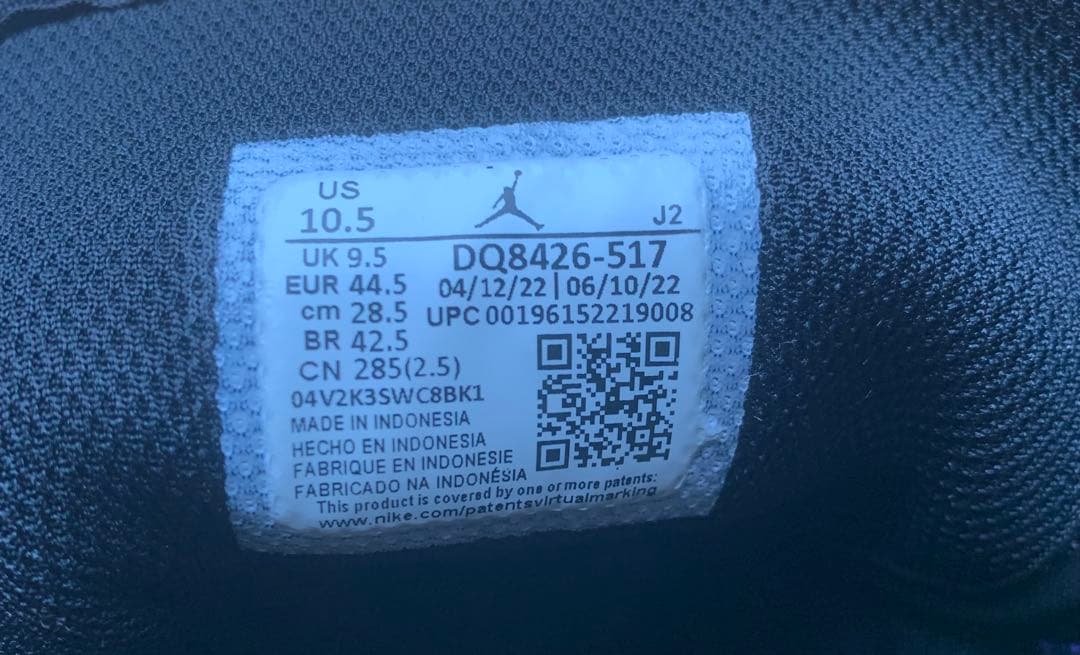 US
10.5
J2
UK 9.5
EUR 44.5
cm 28.5
BR 42.5
CN 285(2.5)
04V2K3SWC8BK1
DQ8426-517
04/12/22 | 06/10/22
UPC 00196152219008
MADE IN INDONESIA
HECHO EN INDONESIA
FABRIQUE EN INDONESIE
FABRICADO NA INDONÉSIA
This product is covered by one or more patents:
www.nike.com/patentsvirtualmarking